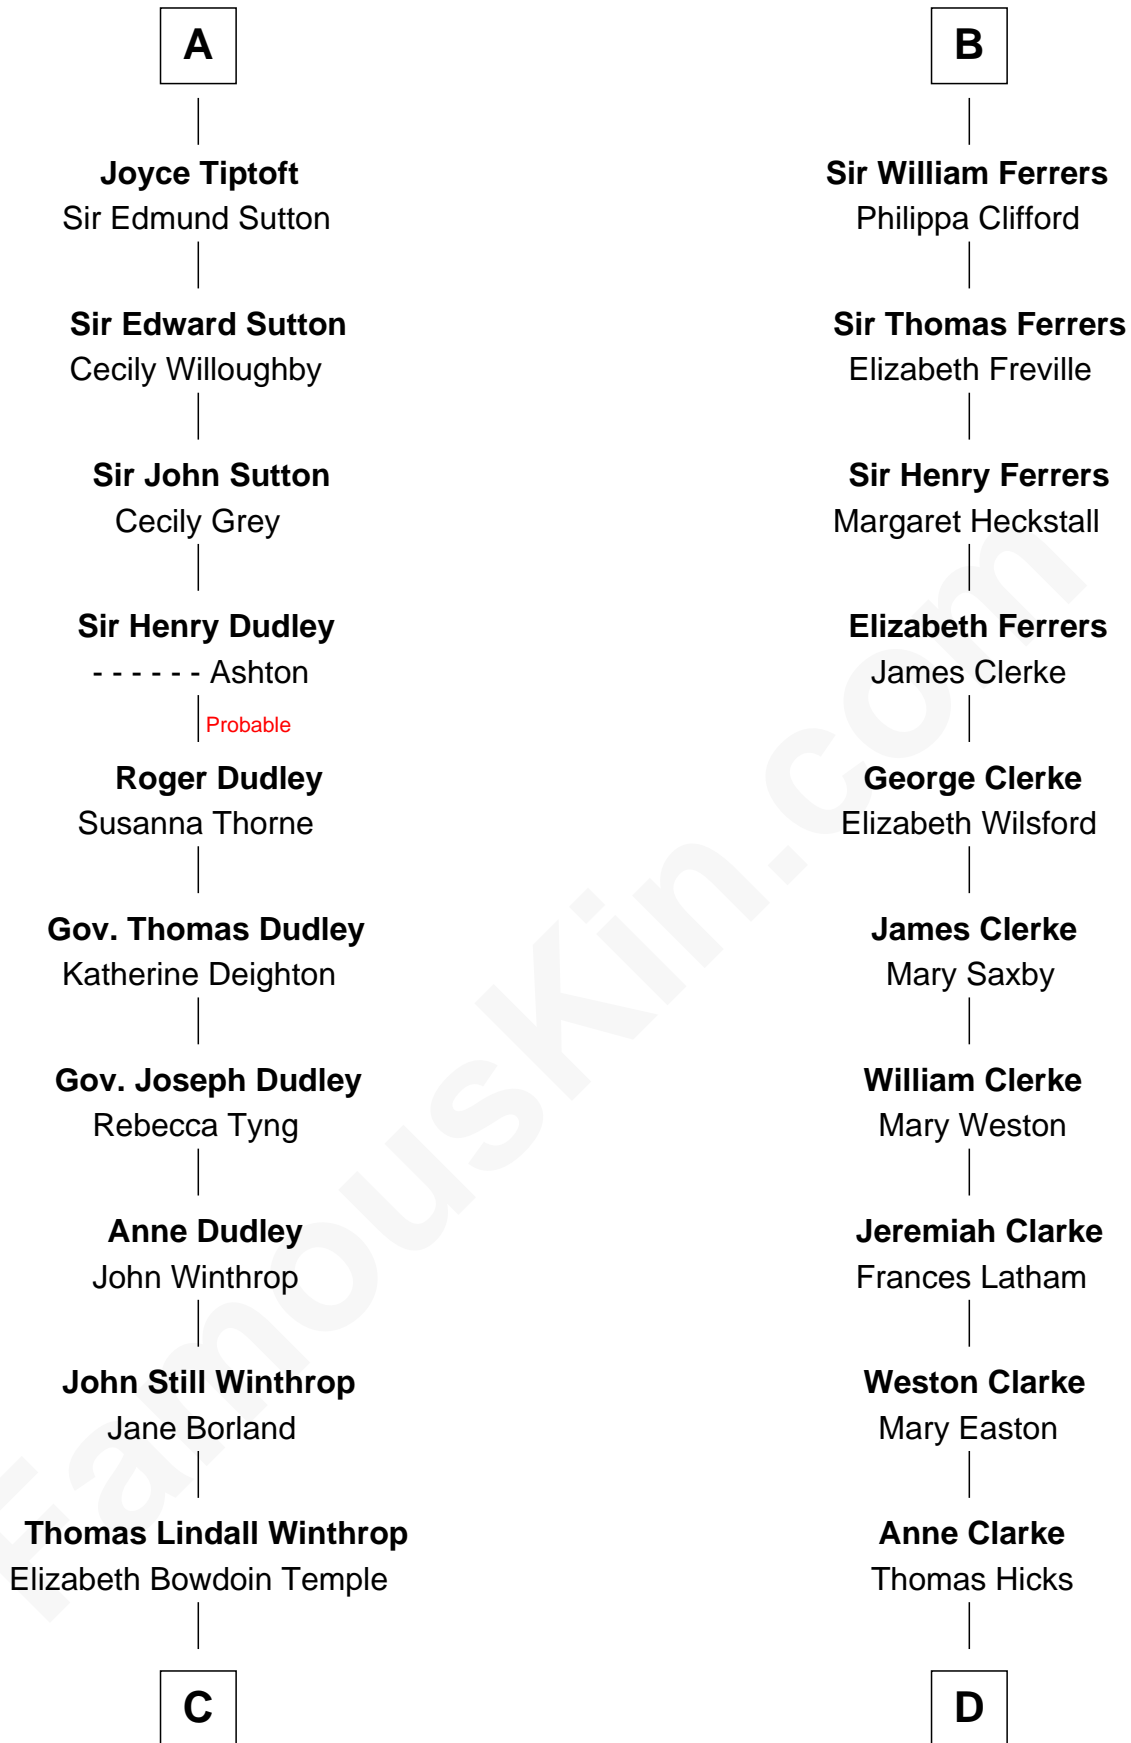 A
Joyce Tiptoft
Sir Edmund Sutton
Sir Edward Sutton
Cecily Willoughby
Sir John Sutton
Cecily Grey
Sir Henry Dudley
- - - - - - Ashton
Probable
Roger Dudley
Susanna Thorne
Gov. Thomas Dudley
Katherine Deighton
Gov. Joseph Dudley
Rebecca Tyng
Anne Dudley
John Winthrop
John Still Winthrop
Jane Borland
Thomas Lindall Winthrop
Elizabeth Bowdoin Temple
C
B
Sir William Ferrers
Philippa Clifford
Sir Thomas Ferrers
Elizabeth Freville
Sir Henry Ferrers
Margaret Heckstall
Elizabeth Ferrers
James Clerke
George Clerke
Elizabeth Wilsford
James Clerke
Mary Saxby
William Clerke
Mary Weston
Jeremiah Clarke
Frances Latham
Weston Clarke
Mary Easton
Anne Clarke
Thomas Hicks
D
FamousKin.com